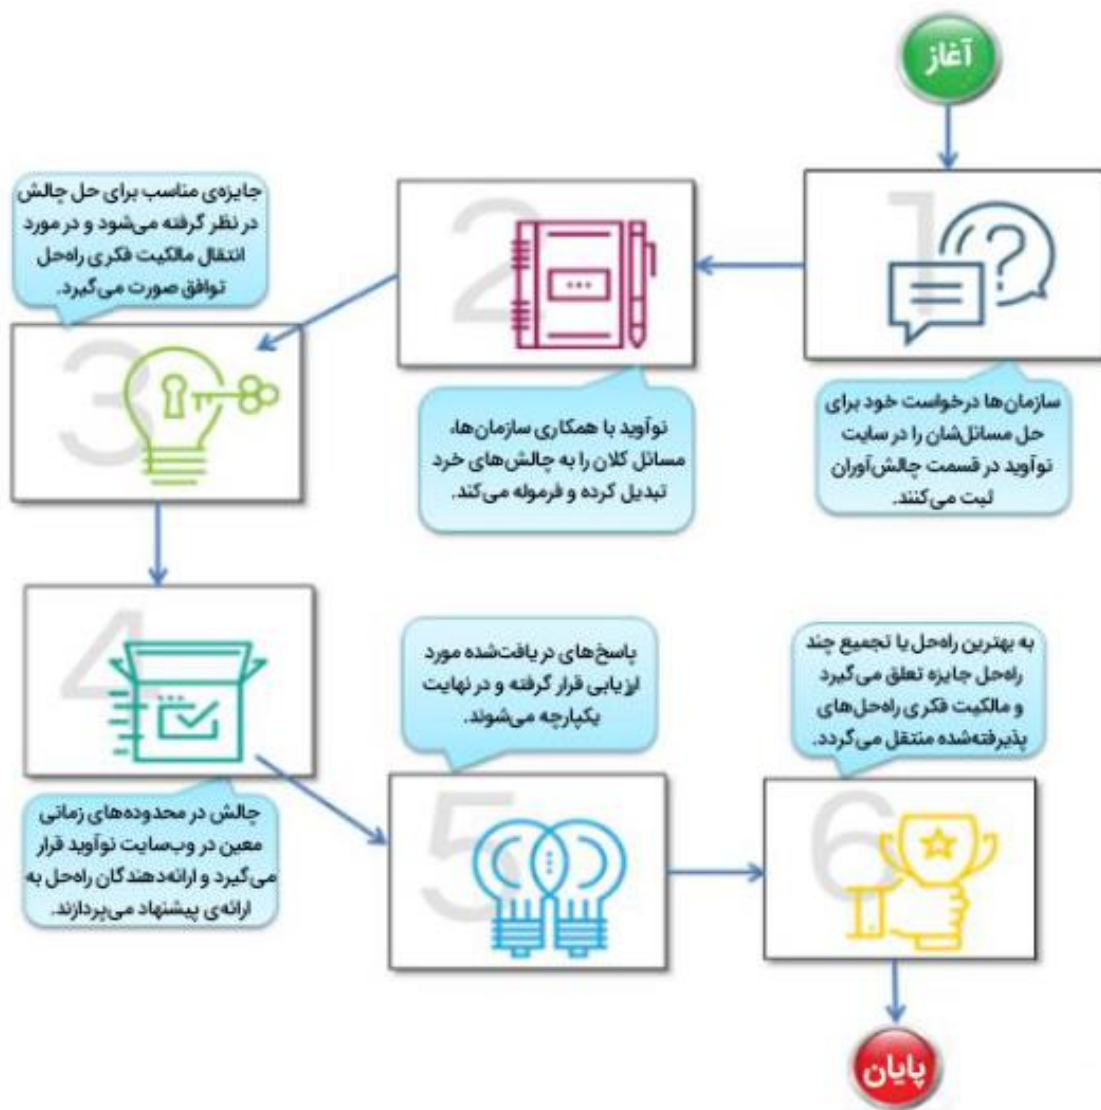 آغاز
1
سازمان‌ها درخواست خود برای
حل مسائل‌شان را در سایت
نوآوید در قسمت چالش‌آوران
ثبت می‌کنند.
2
نوآوید با همکاری سازمان‌ها،
مسائل کلان را به چالش‌های خرد
تبدیل کرده و فرموله می‌کند.
جایزه‌ی مناسب برای حل چالش
در نظر گرفته می‌شود و در مورد
انتقال مالکیت فکری راه‌حل
توافق صورت می‌گیرد.
3
4
چالش در محدوده‌های زمانی
معین در وب‌سایت نوآوید قرار
می‌گیرد و ارائه‌دهندگان راه‌حل به
ارائه‌ی پیشنهاد می‌پردازند.
پاسخ‌های دریافت‌شده مورد
ارزیابی قرار گرفته و در نهایت
یکپارچه می‌شوند.
5
به بهترین راه‌حل یا تجمیع چند
راه‌حل جایزه تعلق می‌گیرد
و مالکیت فکری راه‌حل‌های
پذیرفته‌شده منتقل می‌گردد.
6
پایان